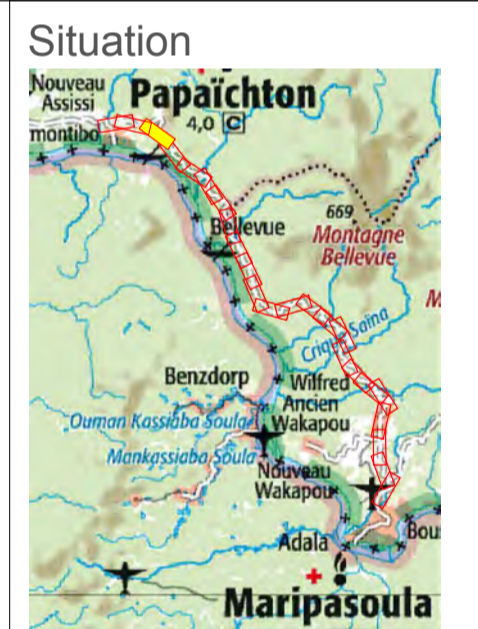 Situation
Nouveau
Assissi
Papaïchton
montibo
4,0 C
Bellevue
669
Montagne
Bellevue
M
Crique Saïna
Benzdorp
Wilfred
Ancien
Wakapou
Ouman Kassiaba Soula
Mankassiaba Soula
Nouveau
Wakapou
Adala
Bou
Maripasoula